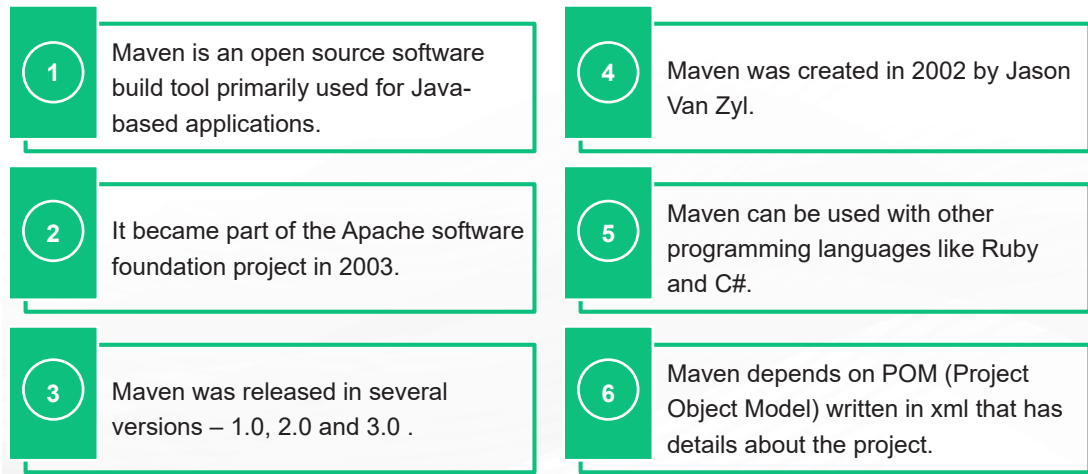 1
Maven is an open source software
build tool primarily used for Java-
based applications.
2
It became part of the Apache software
foundation project in 2003.
3
Maven was released in several
versions – 1.0, 2.0 and 3.0 .
4
Maven was created in 2002 by Jason
Van Zyl.
5
Maven can be used with other
programming languages like Ruby
and C#.
6
Maven depends on POM (Project
Object Model) written in xml that has
details about the project.